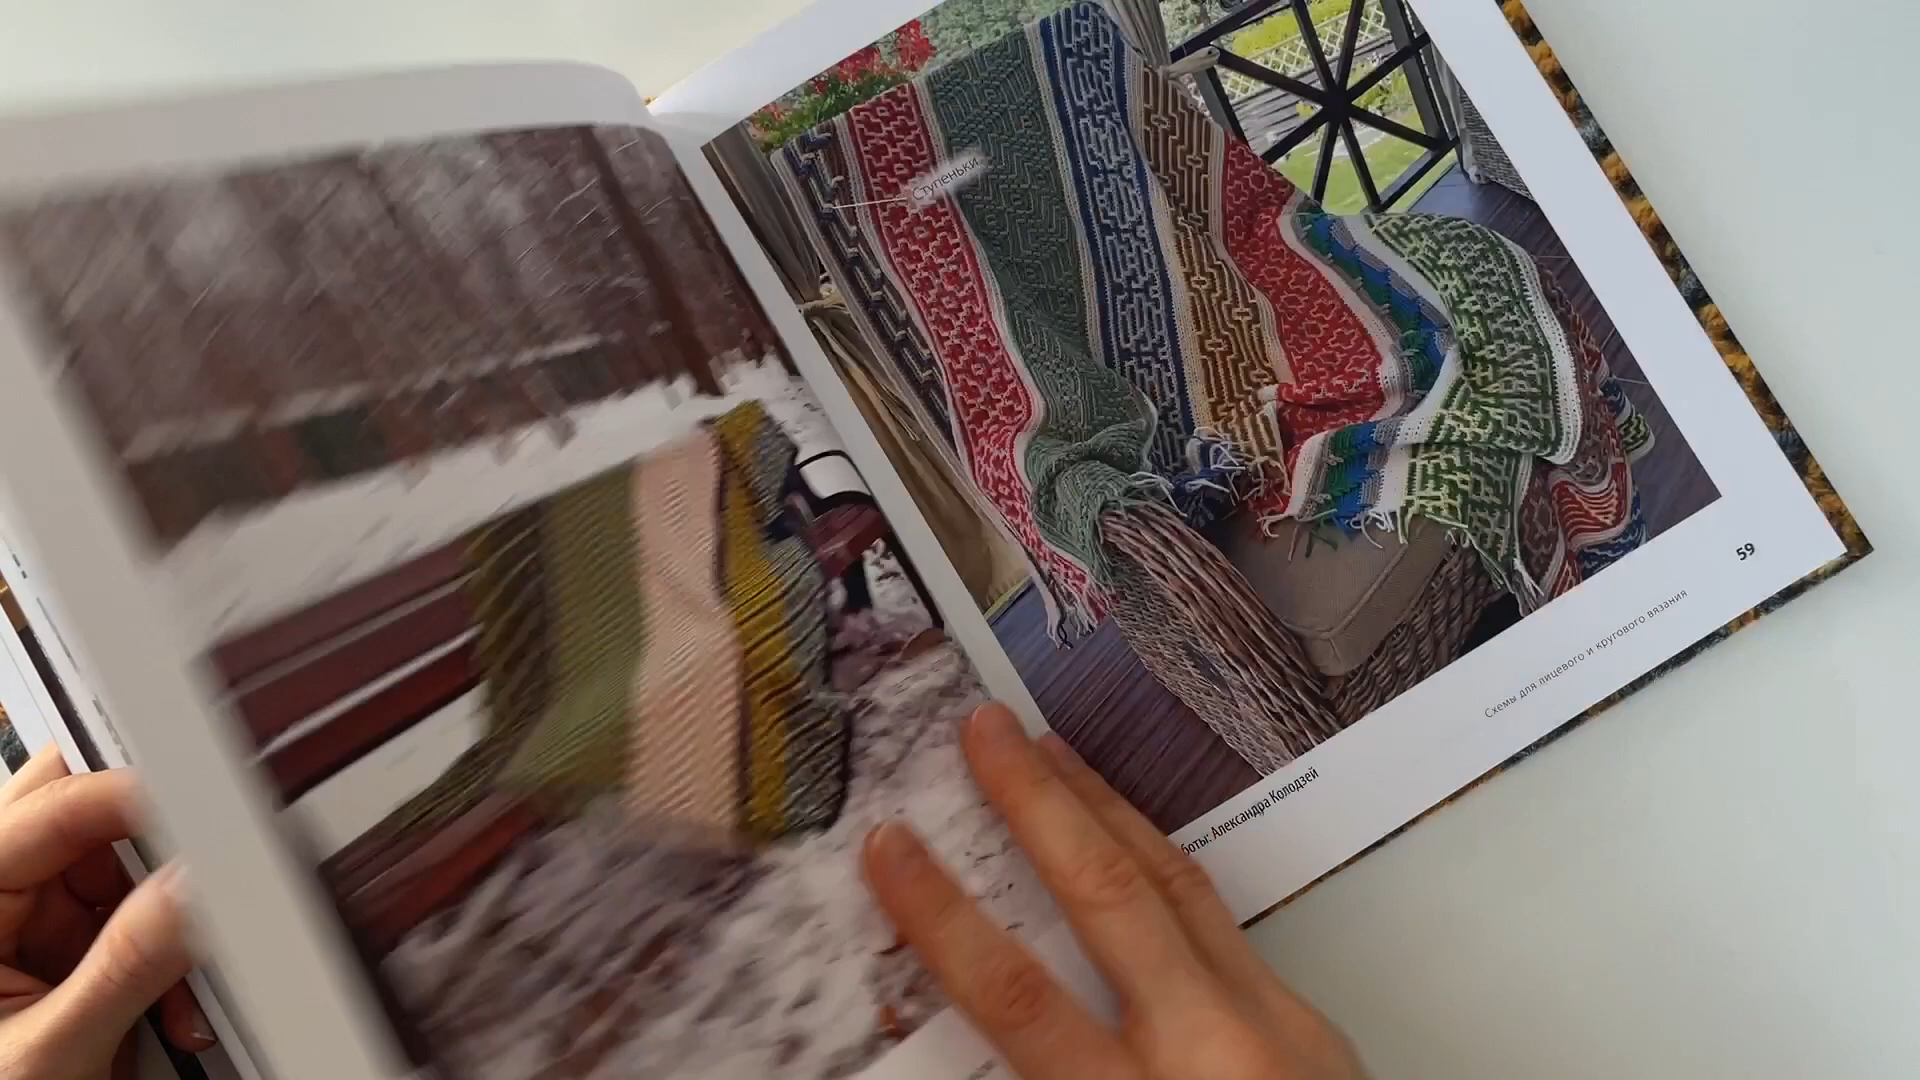 Ступеньки
боты: Александра Колодзей
Схемы для лицевого и кругового вязания
59